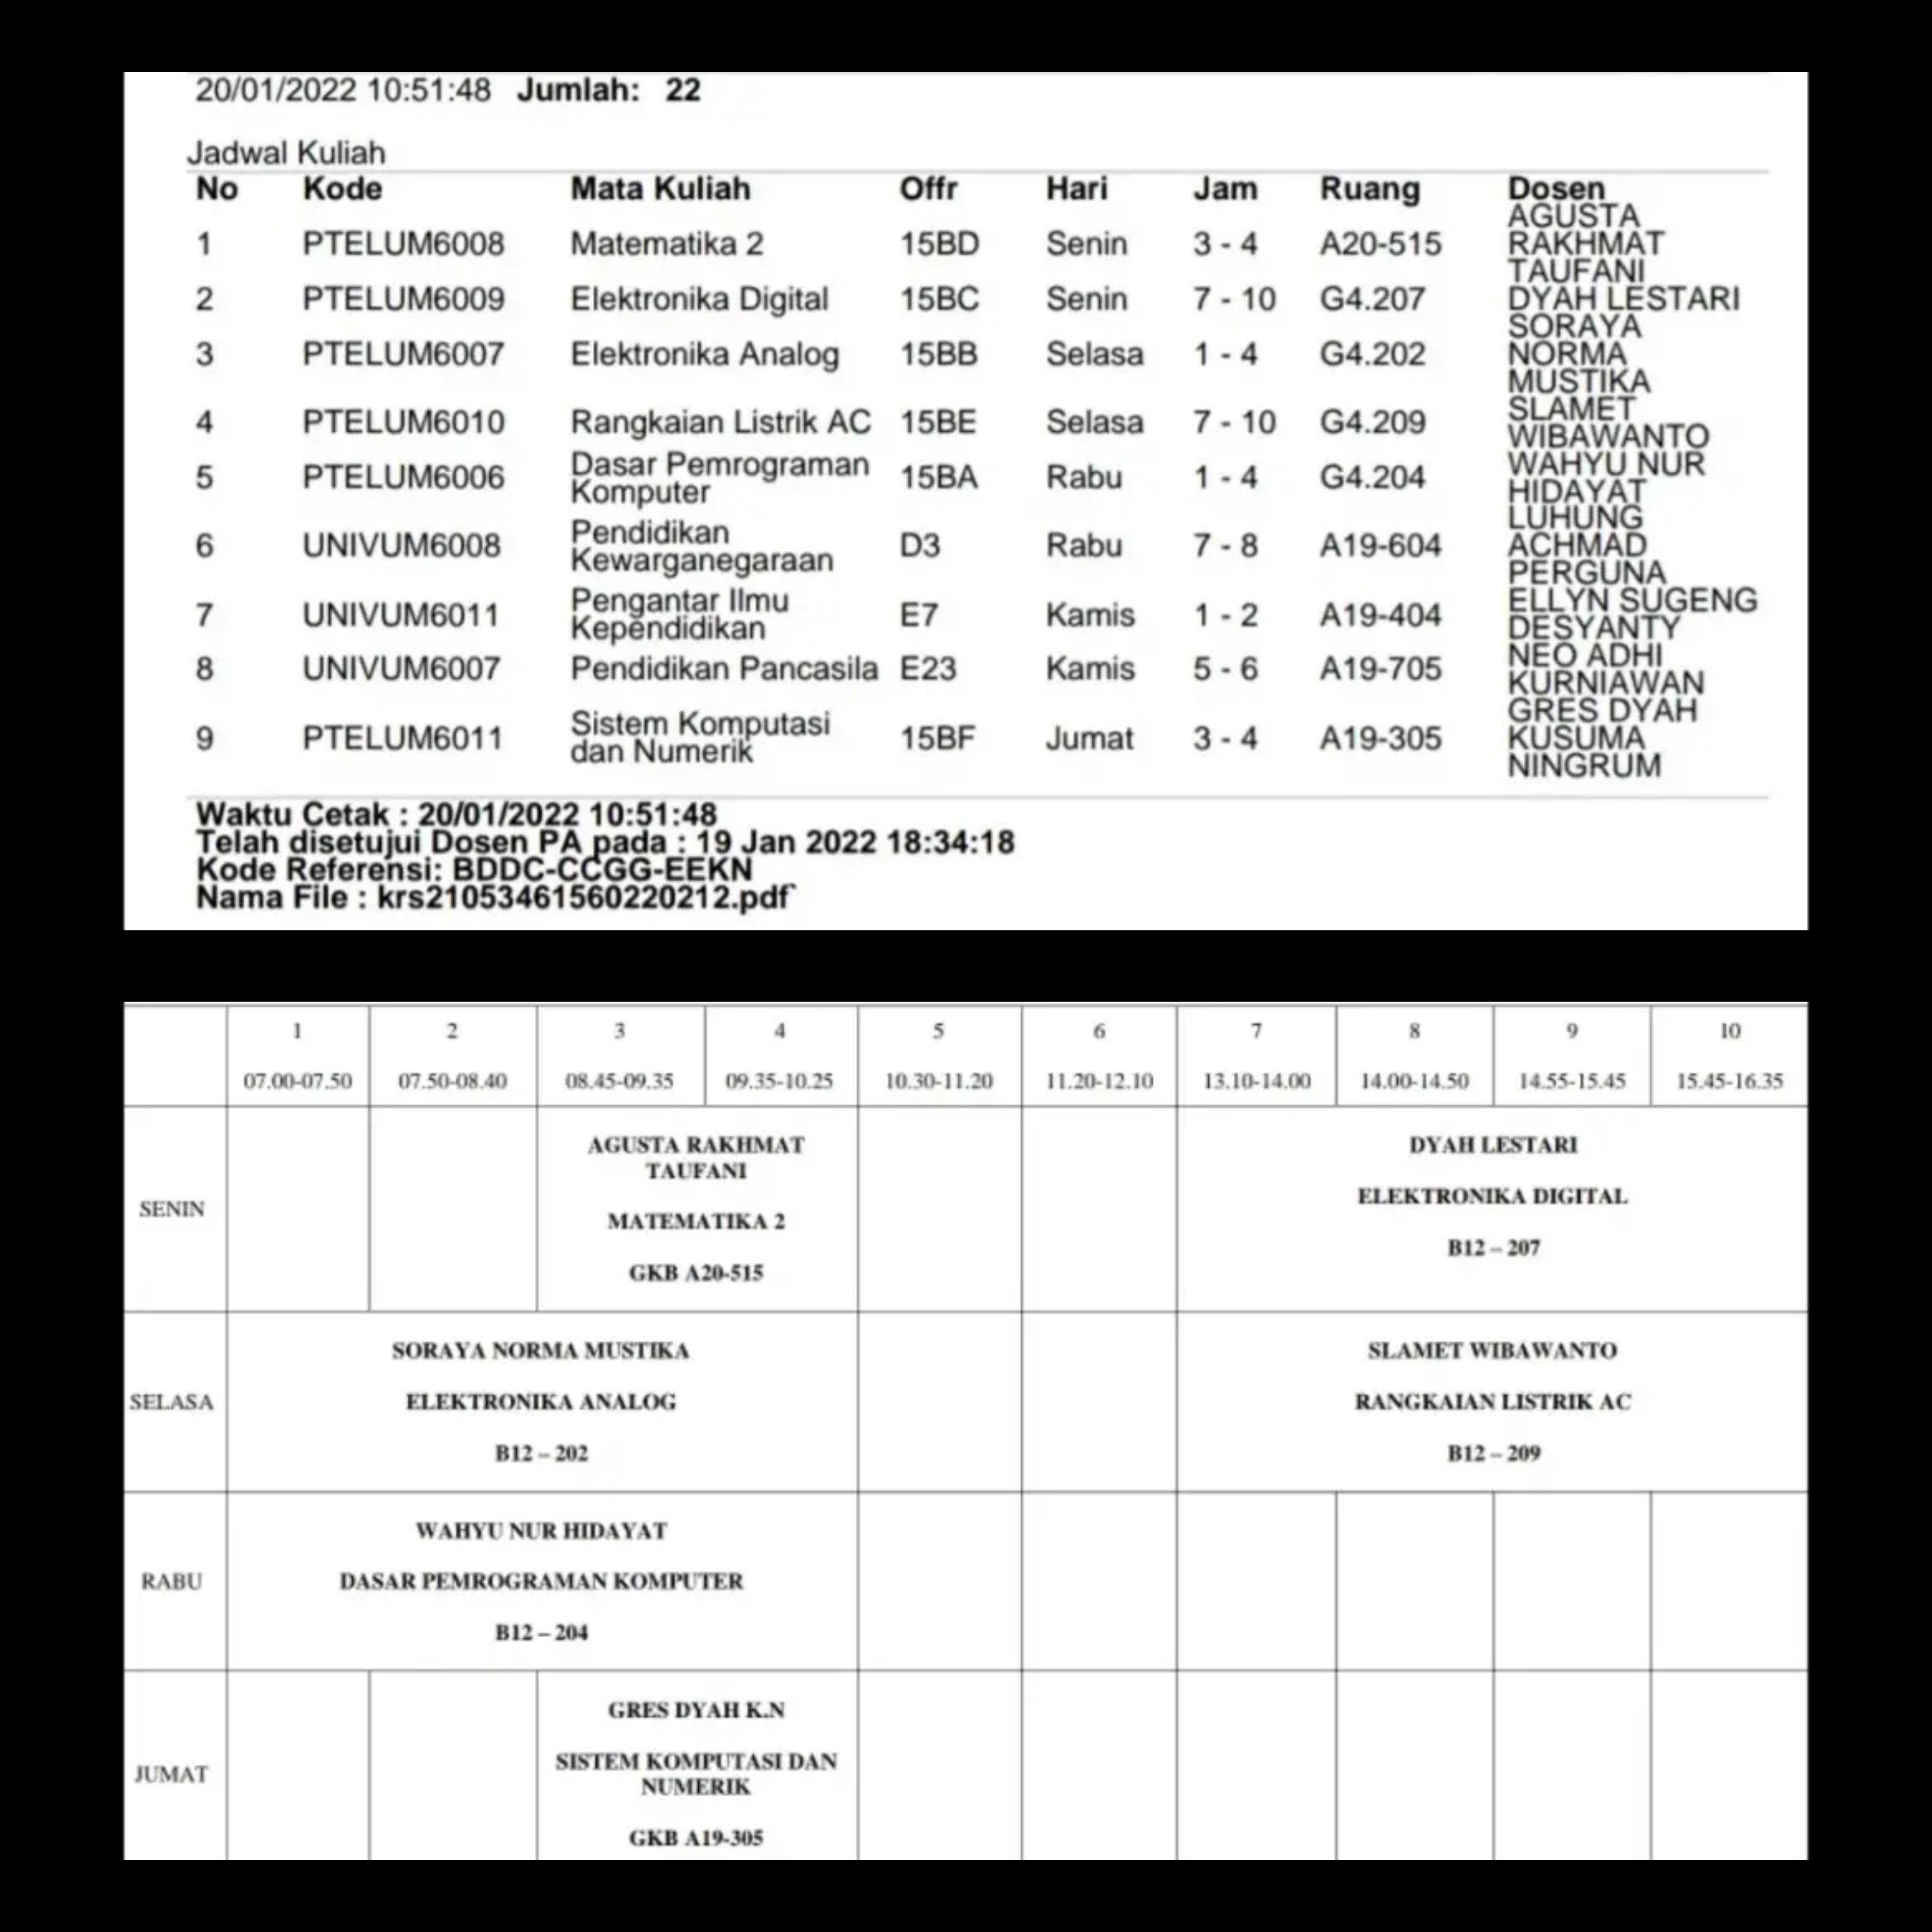 20/01/2022 10:51:48 Jumlah: 22
Jadwal Kuliah
No Kode Mata Kuliah Offr Hari Jam Ruang Dosen
1 PTELUM6008 Matematika 2 15BD Senin 3 - 4 A20-515 AGUSTA RAKHMAT TAUFANI
2 PTELUM6009 Elektronika Digital 15BC Senin 7 - 10 G4.207 DYAH LESTARI
3 PTELUM6007 Elektronika Analog 15BB Selasa 1 - 4 G4.202 SORAYA NORMA MUSTIKA
4 PTELUM6010 Rangkaian Listrik AC 15BE Selasa 7 - 10 G4.209 SLAMET WIBAWANTO
5 PTELUM6006 Dasar Pemrograman Komputer 15BA Rabu 1 - 4 G4.204 WAHYU NUR HIDAYAT
6 UNIVUM6008 Pendidikan Kewarganegaraan D3 Rabu 7 - 8 A19-604 LUHUNG ACHMAD PERGUNA
7 UNIVUM6011 Pengantar Ilmu Kependidikan E7 Kamis 1 - 2 A19-404 ELLYN SUGENG DESYANTY
8 UNIVUM6007 Pendidikan Pancasila E23 Kamis 5 - 6 A19-705 NEO ADHI KURNIAWAN
9 PTELUM6011 Sistem Komputasi dan Numerik 15BF Jumat 3 - 4 A19-305 GRES DYAH KUSUMA NINGRUM
Waktu Cetak : 20/01/2022 10:51:48
Telah disetujui Dosen PA pada : 19 Jan 2022 18:34:18
Kode Referensi: BDDC-CCGG-EEKN
Nama File : krs21053461560220212.pdf`
1 2 3 4 5 6 7 8 9 10
07.00-07.50 07.50-08.40 08.45-09.35 09.35-10.25 10.30-11.20 11.20-12.10 13.10-14.00 14.00-14.50 14.55-15.45 15.45-16.35
SENIN
AGUSTA RAKHMAT
TAUFANI
MATEMATIKA 2
GKB A20-515
DYAH LESTARI
ELEKTRONIKA DIGITAL
B12 – 207
SELASA
SORAYA NORMA MUSTIKA
ELEKTRONIKA ANALOG
B12 – 202
SLAMET WIBAWANTO
RANGKAIAN LISTRIK AC
B12 – 209
RABU
WAHYU NUR HIDAYAT
DASAR PEMROGRAMAN KOMPUTER
B12 – 204
JUMAT
GRES DYAH K.N
SISTEM KOMPUTASI DAN
NUMERIK
GKB A19-305